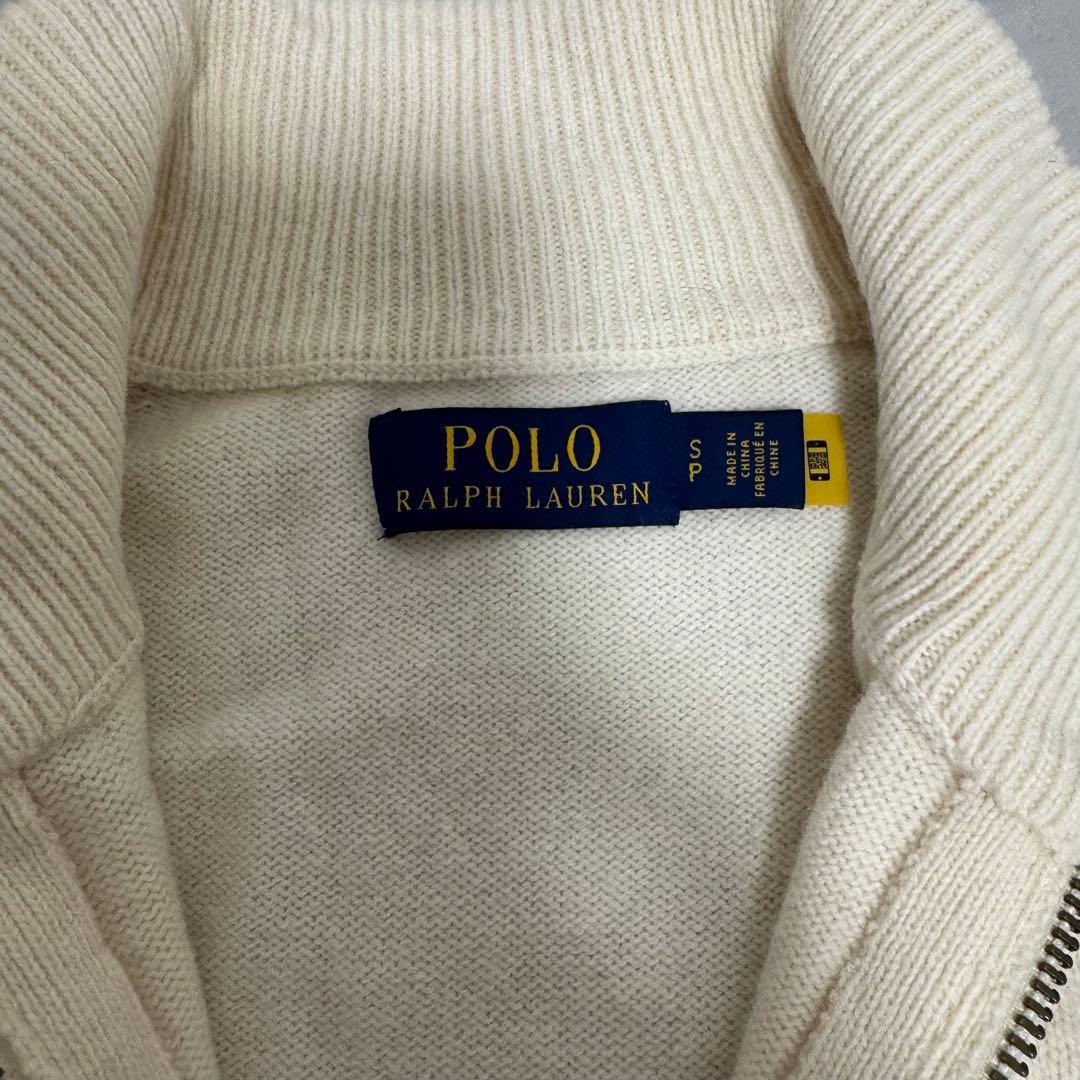 POLO
RALPH LAUREN
S
P
MADE IN
CHINA
FABRIQUÉ EN
CHINE